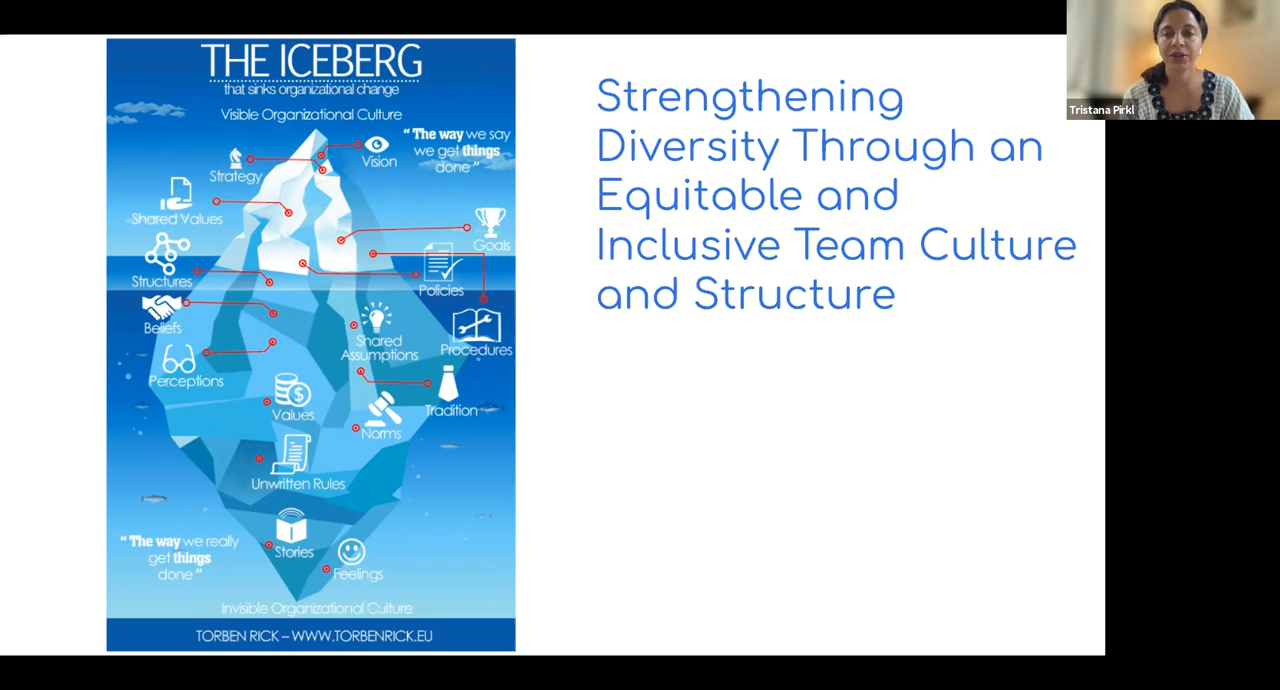 THE ICEBERG
that sinks organizational change
Visible Organizational Culture
“ The way we say
we get things
done ”
Vision
Strategy
Shared Values
Goals
Structures
Policies
Beliefs
Shared
Assumptions
Procedures
Perceptions
Tradition
Values
Norms
Unwritten Rules
“ The way we really
get things
done ”
Stories
Feelings
Invisible Organizational Culture
TORBEN RICK – WWW.TORBENRICK.EU
Strengthening
Diversity Through an
Equitable and
Inclusive Team Culture
and Structure
Tristana Pirkl